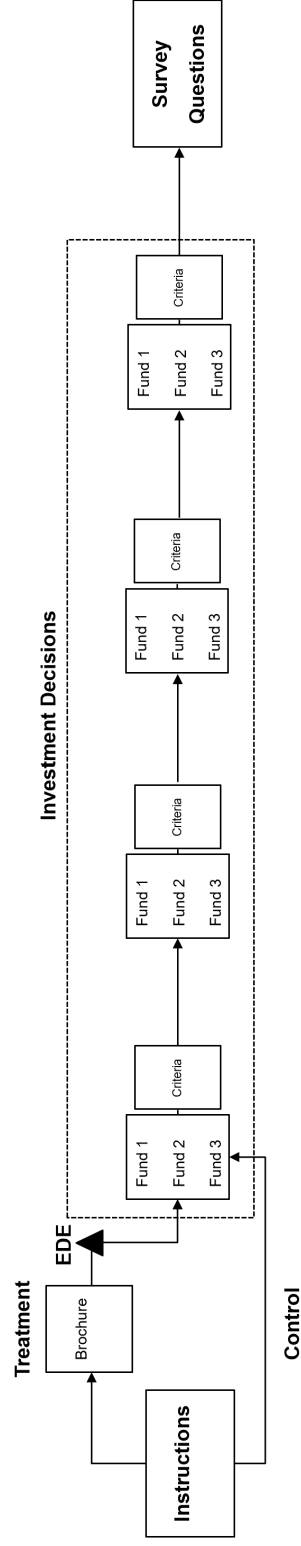 Instructions
Treatment
Brochure
EDE
Control
Investment Decisions
Fund 1
Fund 2
Fund 3
Criteria
Fund 1
Fund 2
Fund 3
Criteria
Fund 1
Fund 2
Fund 3
Criteria
Fund 1
Fund 2
Fund 3
Criteria
Survey
Questions